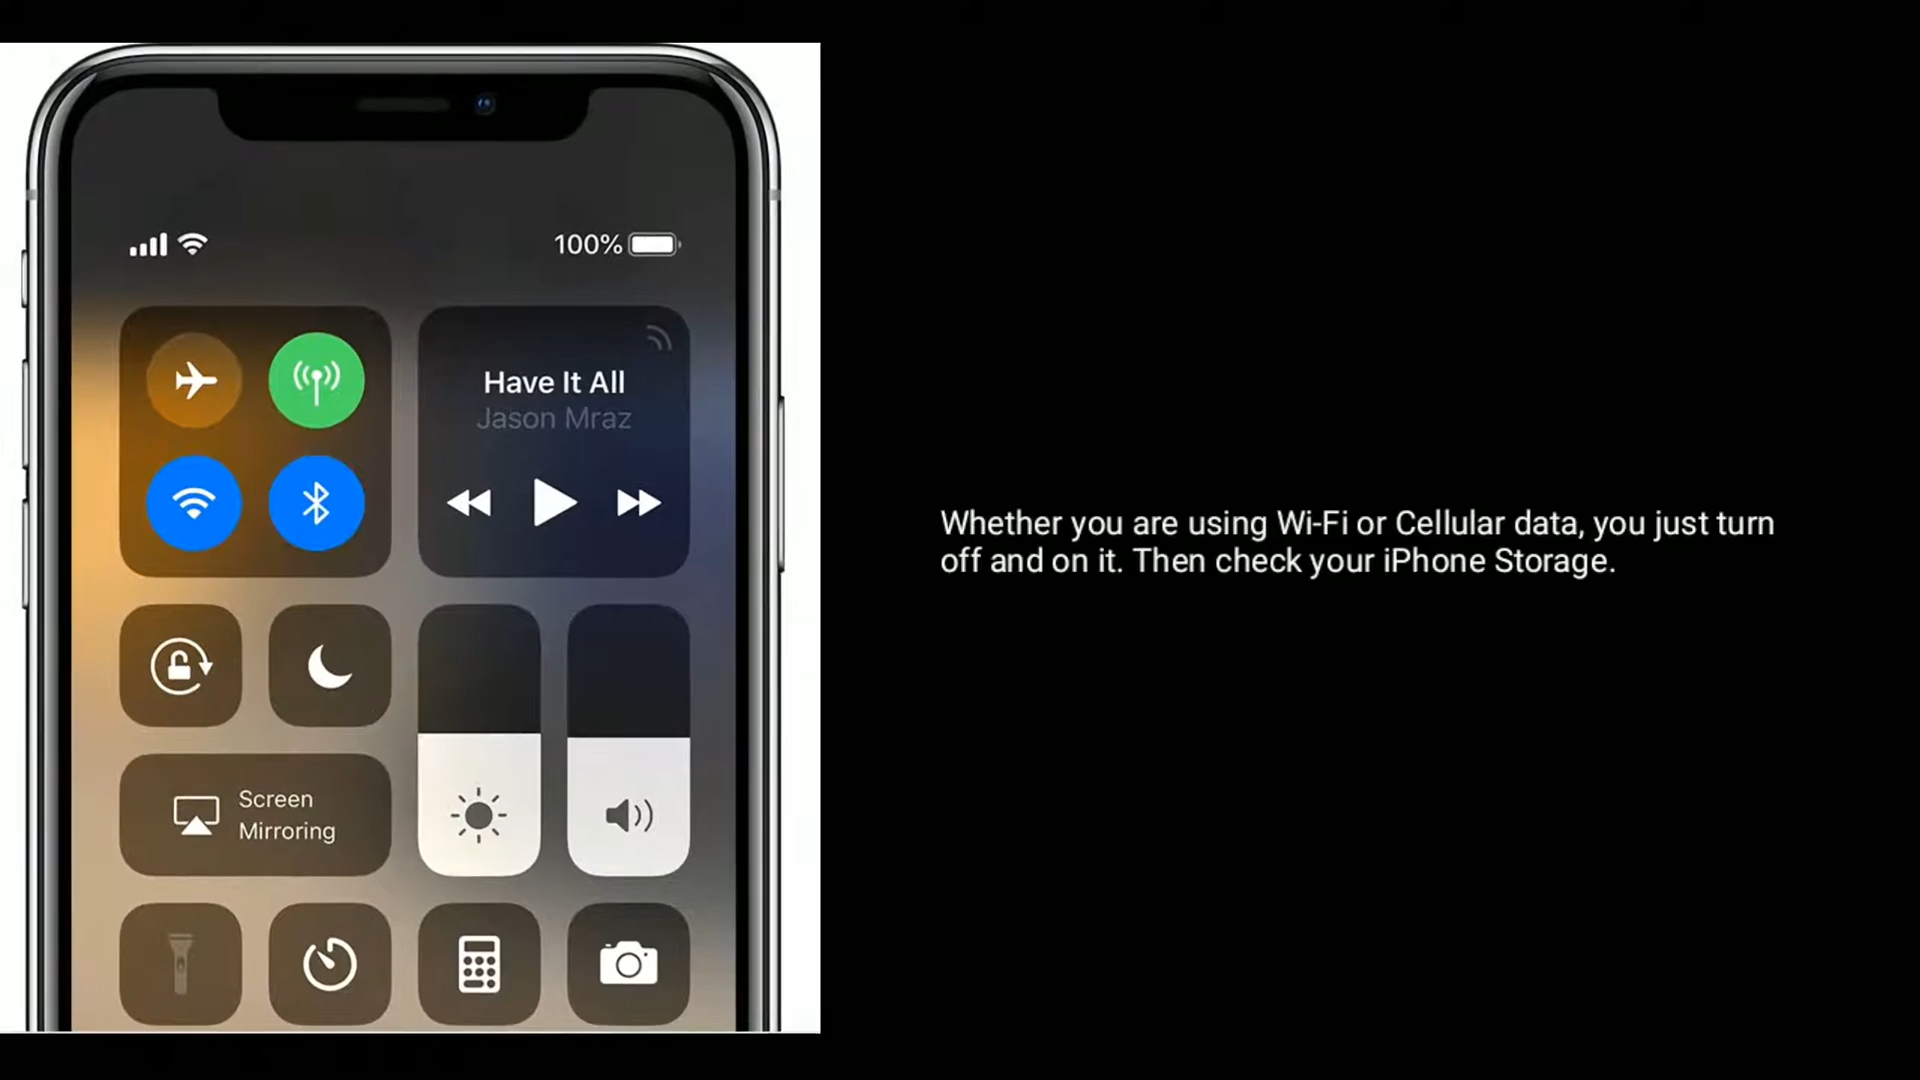 100%
Have It All
Jason Mraz
Screen
Mirroring
Whether you are using Wi-Fi or Cellular data, you just turn
off and on it. Then check your iPhone Storage.